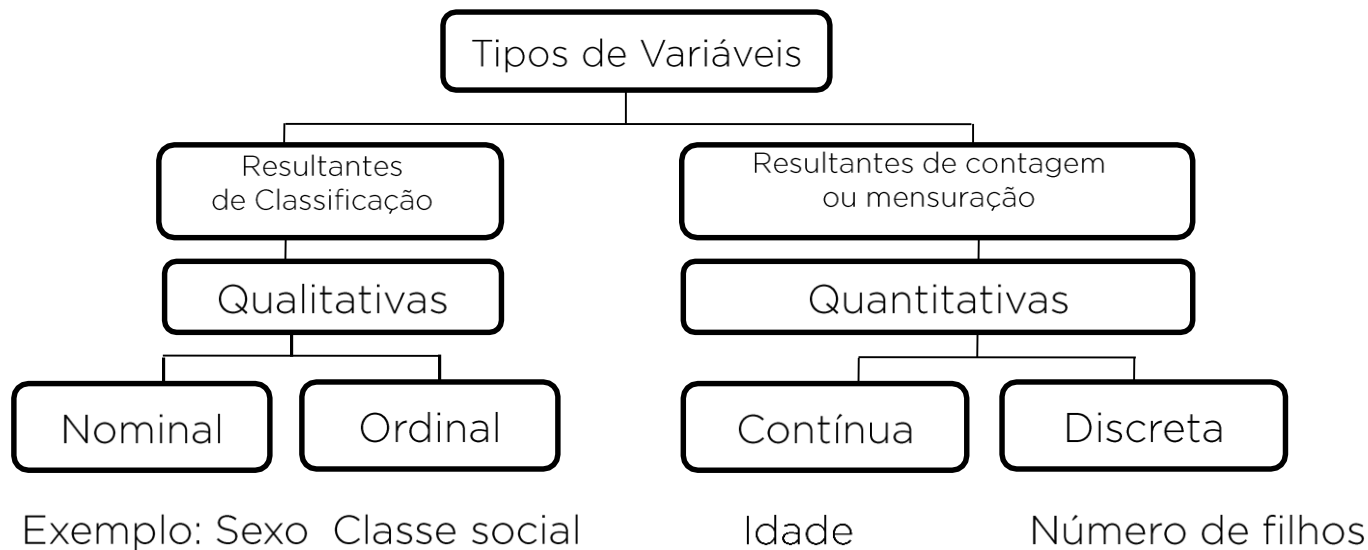 Tipos de Variáveis
Resultantes
de Classificação
Resultantes de contagem
ou mensuração
Qualitativas
Quantitativas
Nominal
Ordinal
Contínua
Discreta
Exemplo: Sexo
Classe social
Idade
Número de filhos